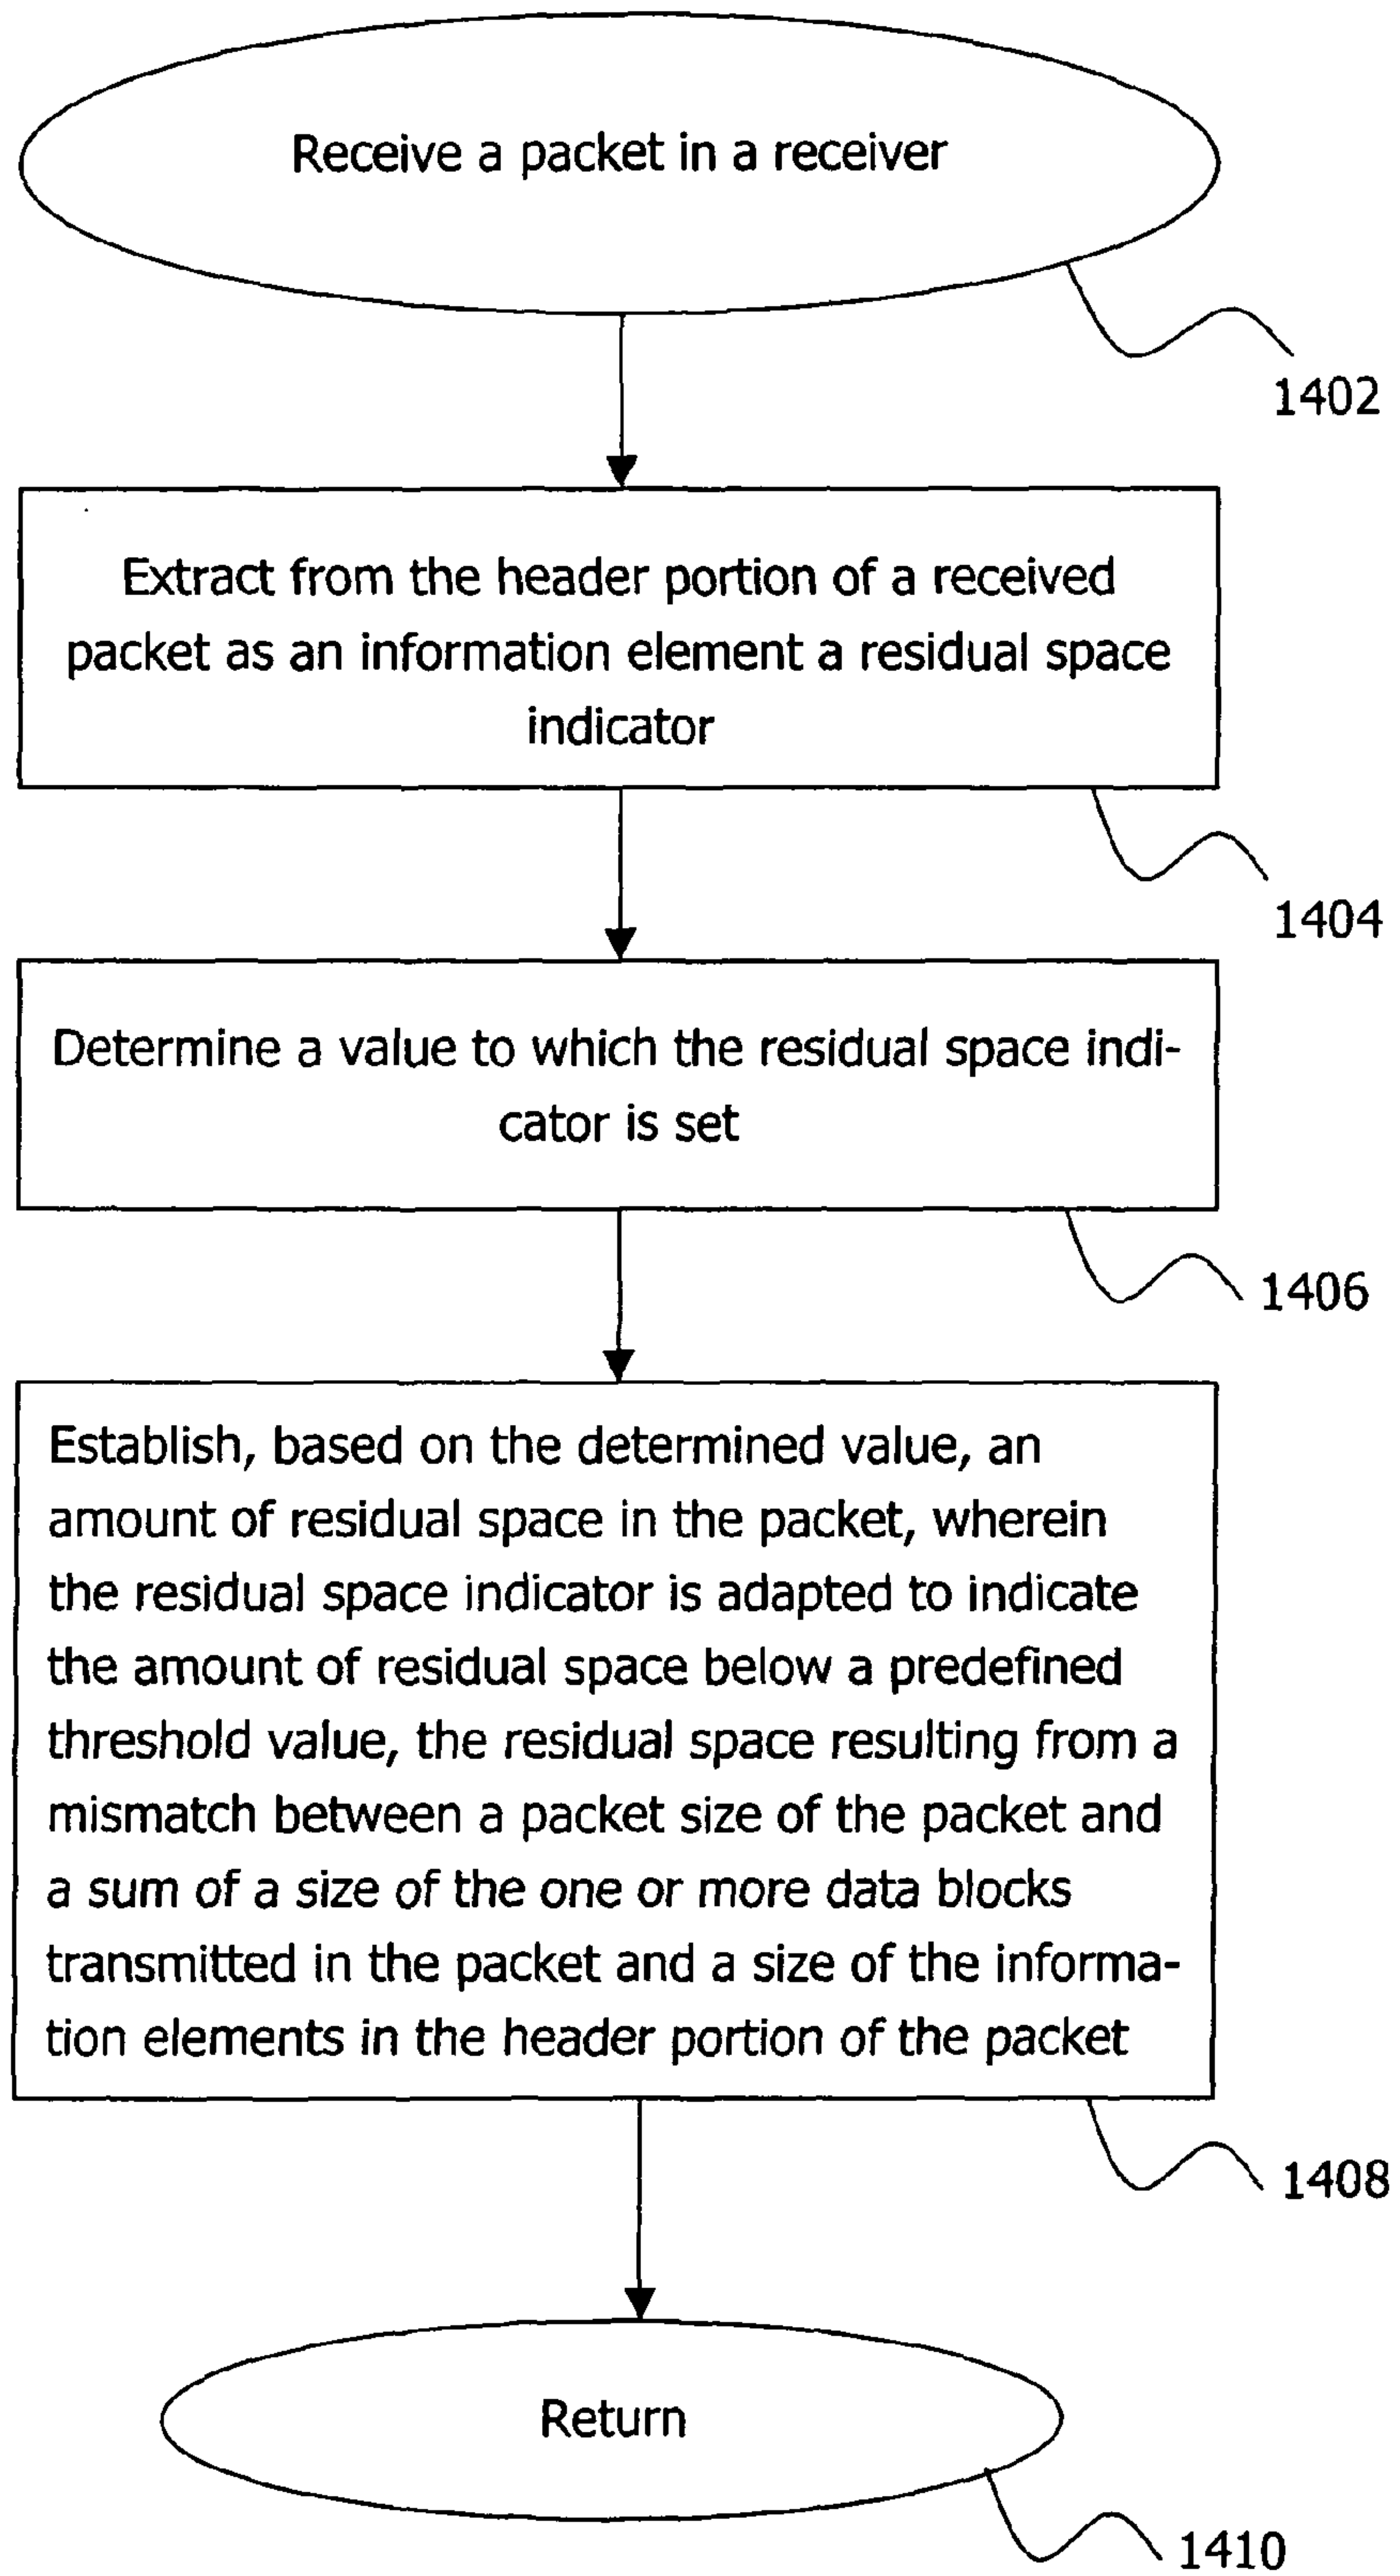 Receive a packet in a receiver
1402
Extract from the header portion of a received
packet as an information element a residual space
indicator
1404
Determine a value to which the residual space indi-
cator is set
1406
Establish, based on the determined value, an
amount of residual space in the packet, wherein
the residual space indicator is adapted to indicate
the amount of residual space below a predefined
threshold value, the residual space resulting from a
mismatch between a packet size of the packet and
a sum of a size of the one or more data blocks
transmitted in the packet and a size of the informa-
tion elements in the header portion of the packet
1408
Return
1410